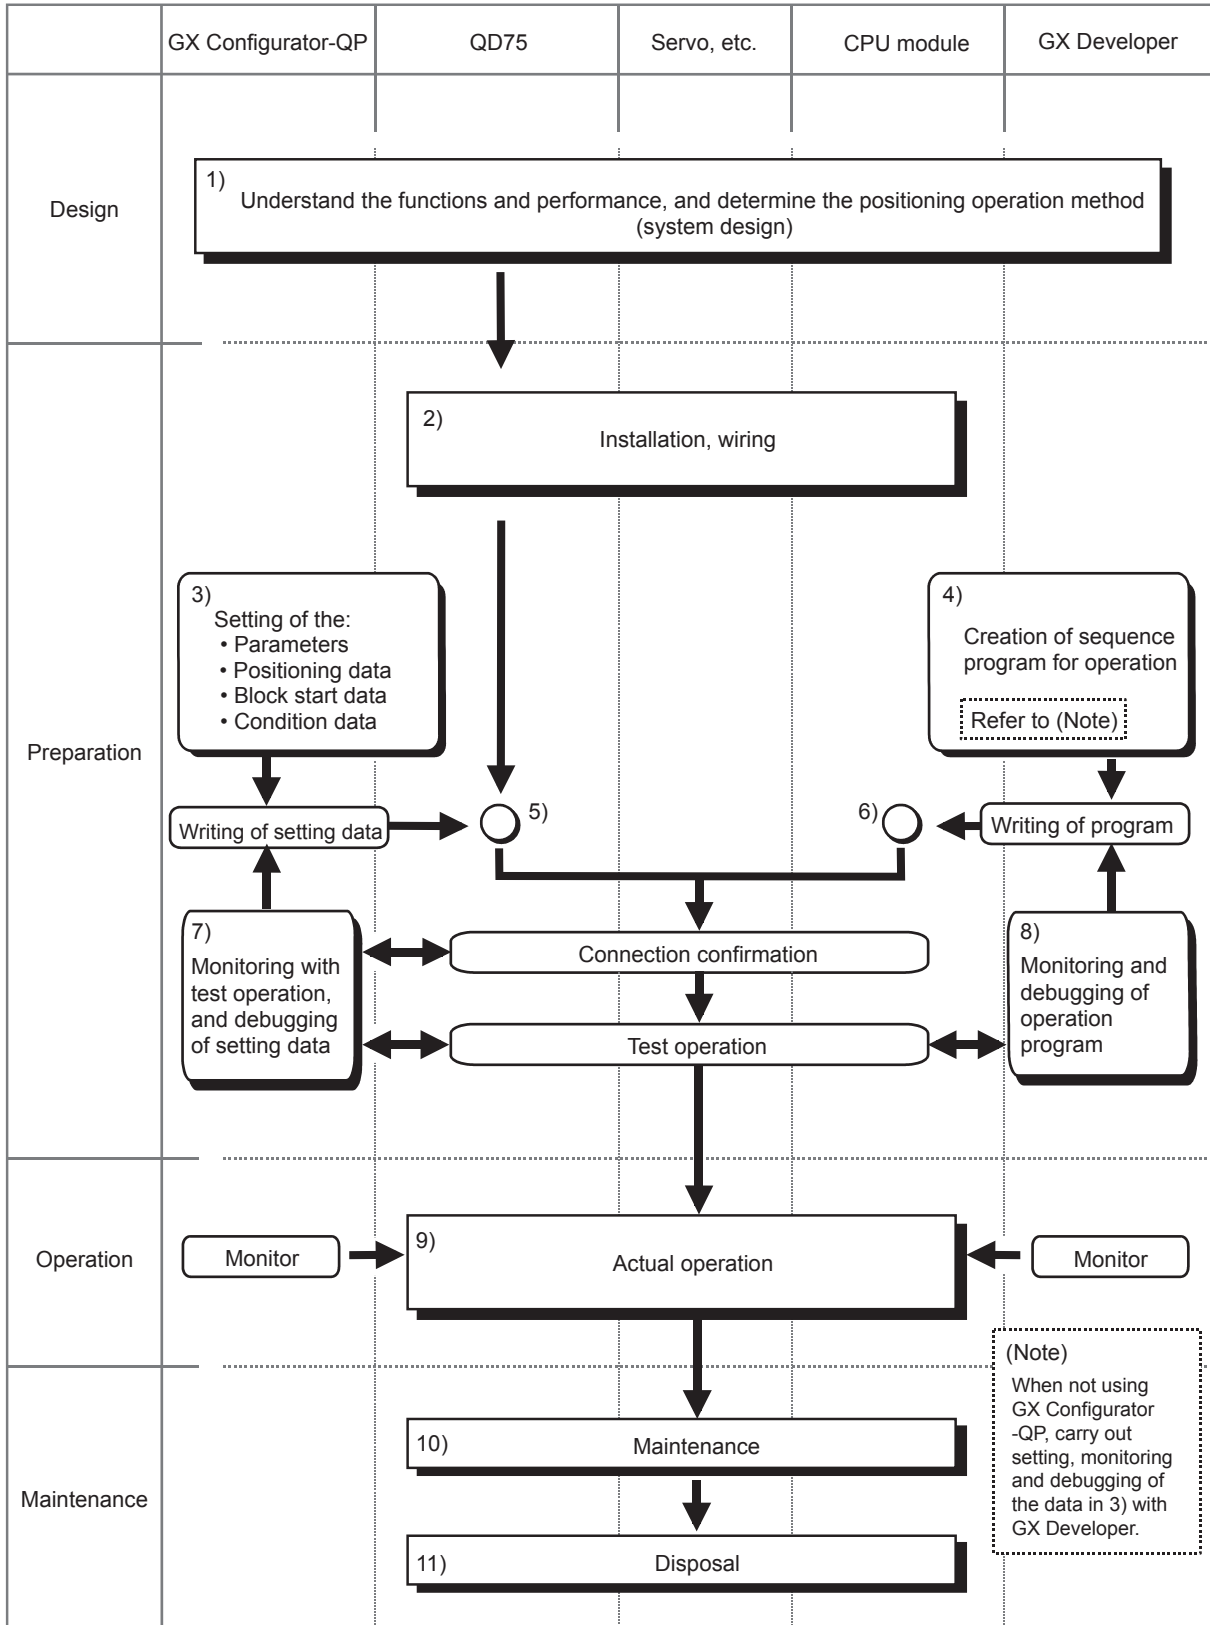 GX Configurator-QP
QD75
Servo, etc.
CPU module
GX Developer
Design
1)
Understand the functions and performance, and determine the positioning operation method
(system design)
Preparation
2)
Installation, wiring
3)
Setting of the:
• Parameters
• Positioning data
• Block start data
• Condition data
4)
Creation of sequence
program for operation
Refer to (Note)
Writing of setting data
5)
6)
Writing of program
7)
Monitoring with
test operation,
and debugging
of setting data
Connection confirmation
Test operation
8)
Monitoring and
debugging of
operation
program
Operation
Monitor
9)
Actual operation
Monitor
Maintenance
10)
Maintenance
11)
Disposal
(Note)
When not using
GX Configurator
-QP, carry out
setting, monitoring
and debugging of
the data in 3) with
GX Developer.